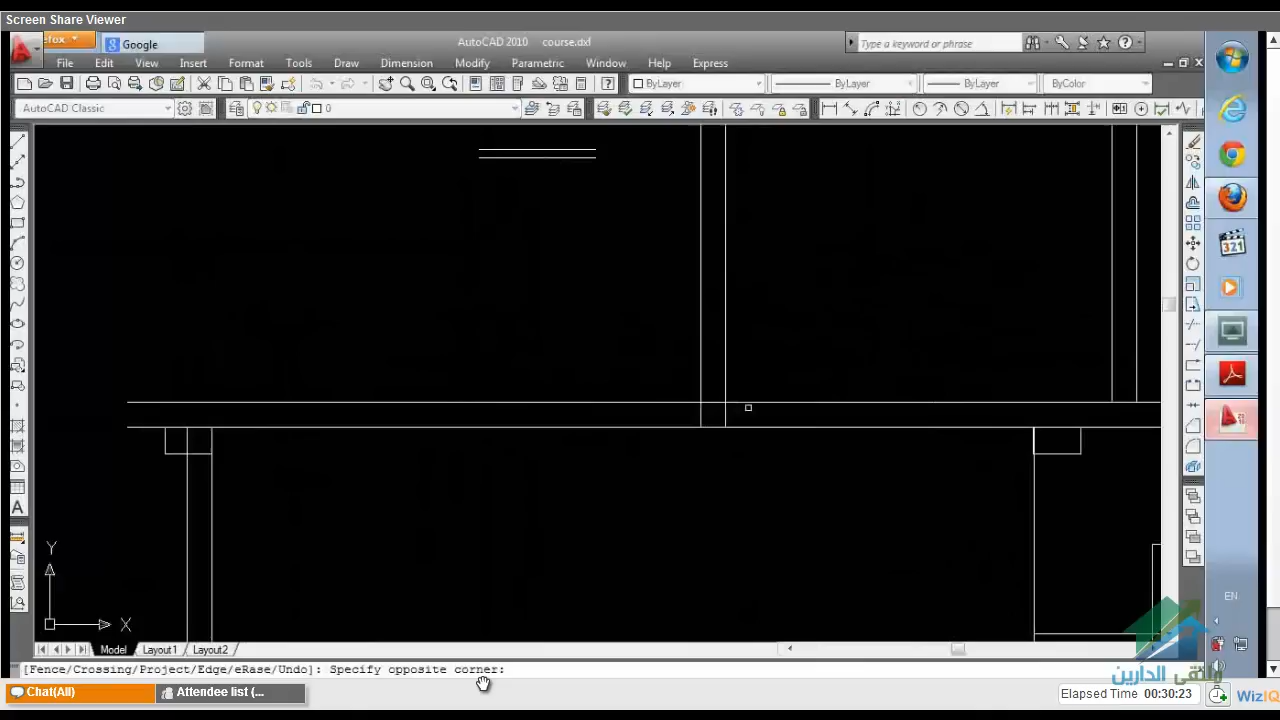 Screen Share Viewer
efox
Google
AutoCAD 2010 course.dxf
Type a keyword or phrase
File Edit View Insert Format Tools Draw Dimension Modify Parametric Window Help Express
ByLayer ByLayer ByLayer ByColor
AutoCAD Classic
0
321
Y
X
EN
Model Layout1 Layout2
[Fence/Crossing/Project/Edge/eRase/Undo]: Specify opposite corner:
ملتقى الدارين
Chat(All)
Attendee list (...
Elapsed Time 00:30:23
WizIQ